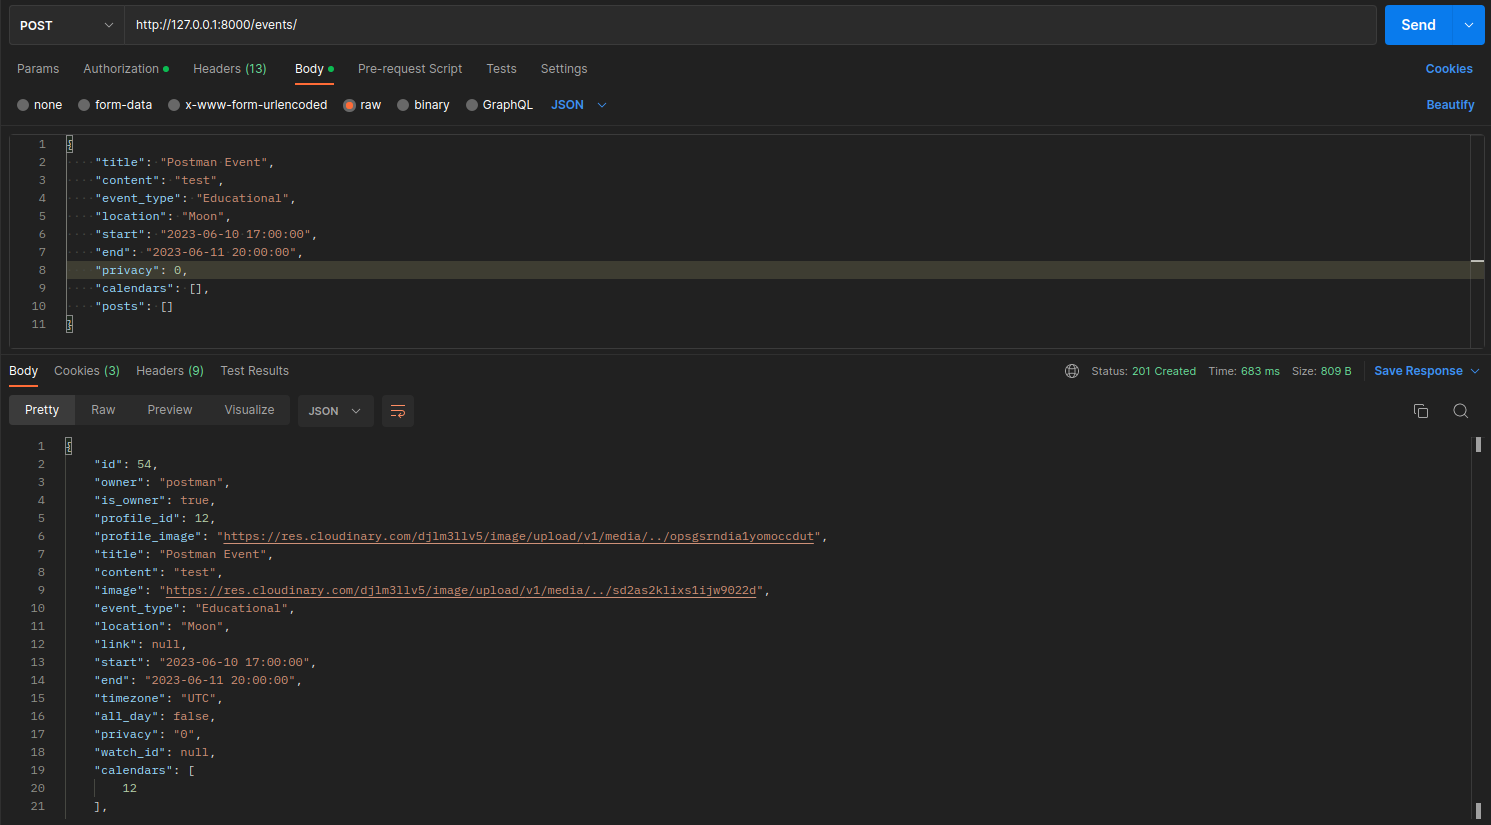 POST http://127.0.0.1:8000/events/ Send
Params Authorization Headers (13) Body Pre-request Script Tests Settings Cookies
none form-data x-www-form-urlencoded raw binary GraphQL JSON Beautify
1 {
2 "title": "Postman Event",
3 "content": "test",
4 "event_type": "Educational",
5 "location": "Moon",
6 "start": "2023-06-10 17:00:00",
7 "end": "2023-06-11 20:00:00",
8 "privacy": 0,
9 "calendars": [],
10 "posts": []
11 }
Body Cookies (3) Headers (9) Test Results Status: 201 Created Time: 683 ms Size: 809 B Save Response
Pretty Raw Preview Visualize JSON
1 {
2 "id": 54,
3 "owner": "postman",
4 "is_owner": true,
5 "profile_id": 12,
6 "profile_image": "https://res.cloudinary.com/djlm3llv5/image/upload/v1/media/../opsgsrndia1yomoccdut",
7 "title": "Postman Event",
8 "content": "test",
9 "image": "https://res.cloudinary.com/djlm3llv5/image/upload/v1/media/../sd2as2klixs1ijw9022d",
10 "event_type": "Educational",
11 "location": "Moon",
12 "link": null,
13 "start": "2023-06-10 17:00:00",
14 "end": "2023-06-11 20:00:00",
15 "timezone": "UTC",
16 "all_day": false,
17 "privacy": "0",
18 "watch_id": null,
19 "calendars": [
20 12
21 ],